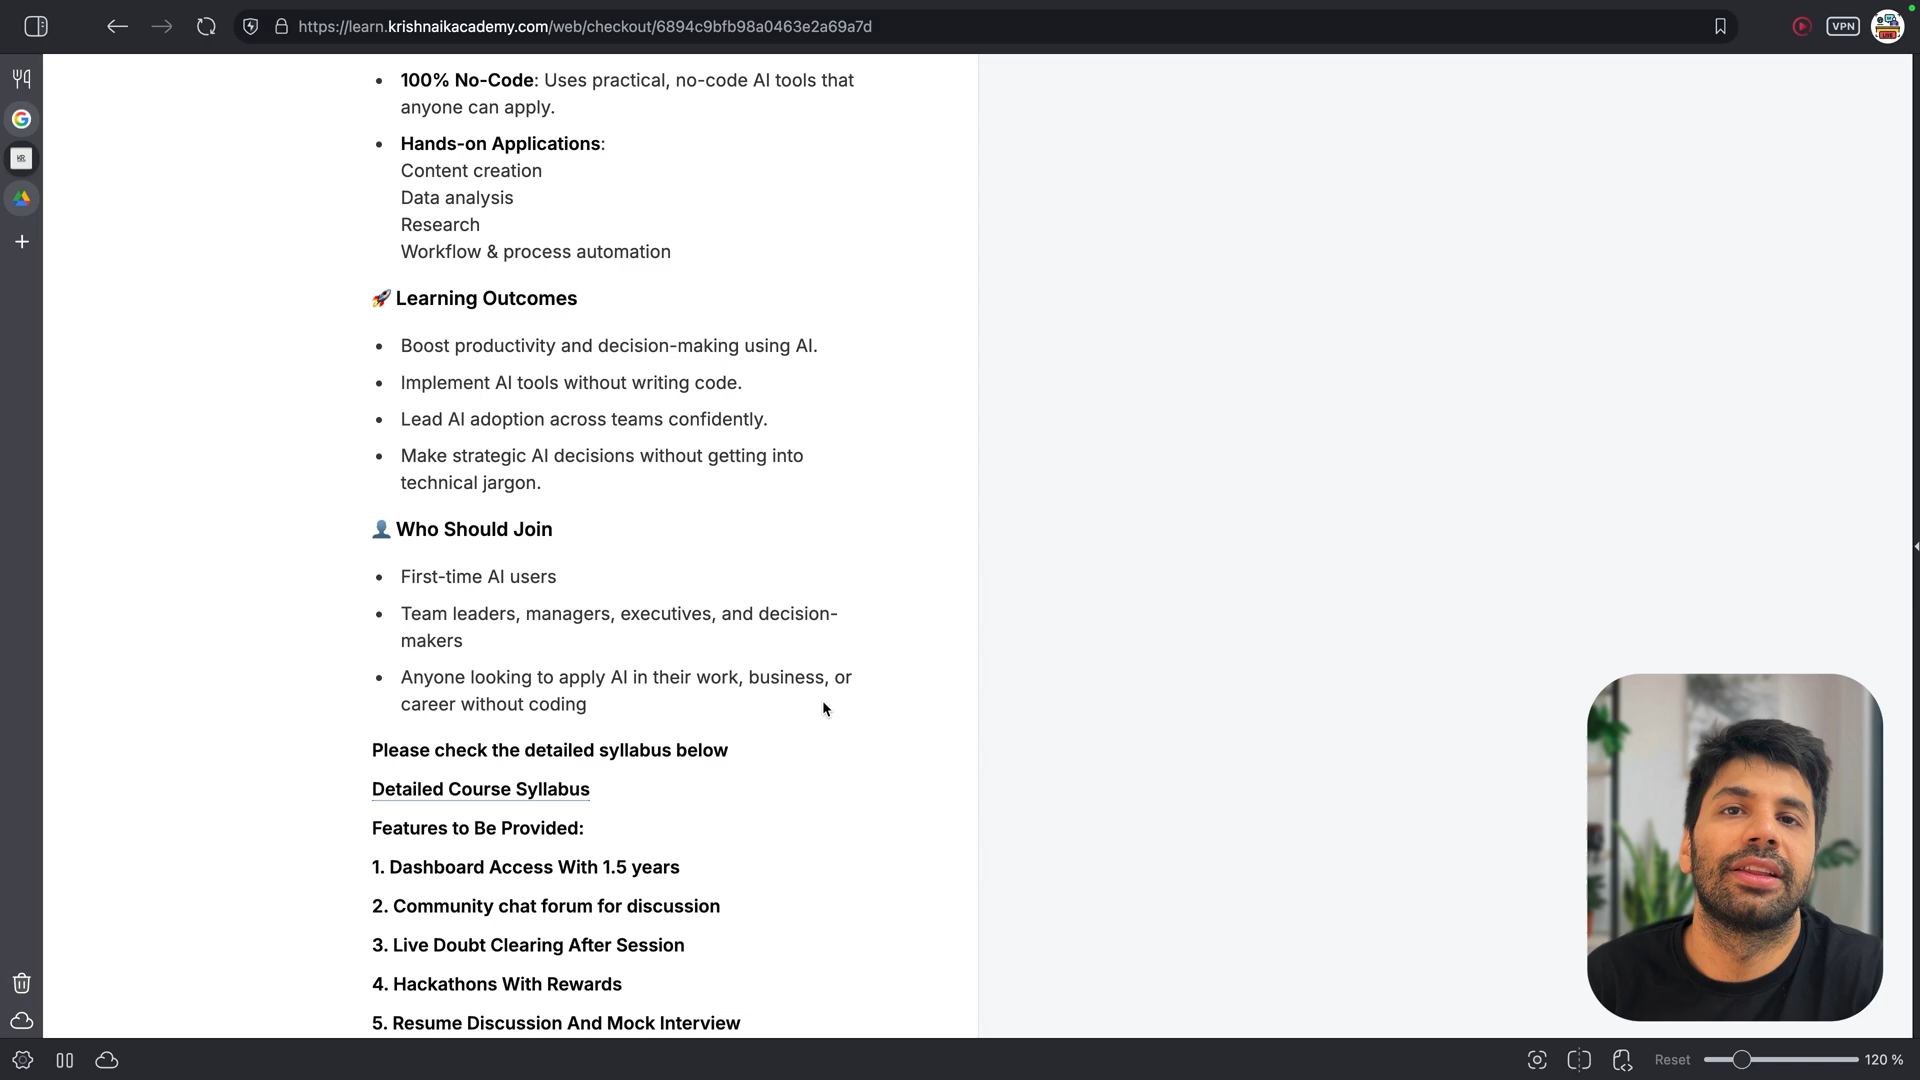 https://learn.krishnaikacademy.com/web/checkout/6894c9bfb98a0463e2a69a7d
VPN
100% No-Code: Uses practical, no-code AI tools that
anyone can apply.
Hands-on Applications:
Content creation
Data analysis
Research
Workflow & process automation
🚀 Learning Outcomes
Boost productivity and decision-making using AI.
Implement AI tools without writing code.
Lead AI adoption across teams confidently.
Make strategic AI decisions without getting into
technical jargon.
👤 Who Should Join
First-time AI users
Team leaders, managers, executives, and decision-
makers
Anyone looking to apply AI in their work, business, or
career without coding
Please check the detailed syllabus below
Detailed Course Syllabus
Features to Be Provided:
1. Dashboard Access With 1.5 years
2. Community chat forum for discussion
3. Live Doubt Clearing After Session
4. Hackathons With Rewards
5. Resume Discussion And Mock Interview
Reset
120 %